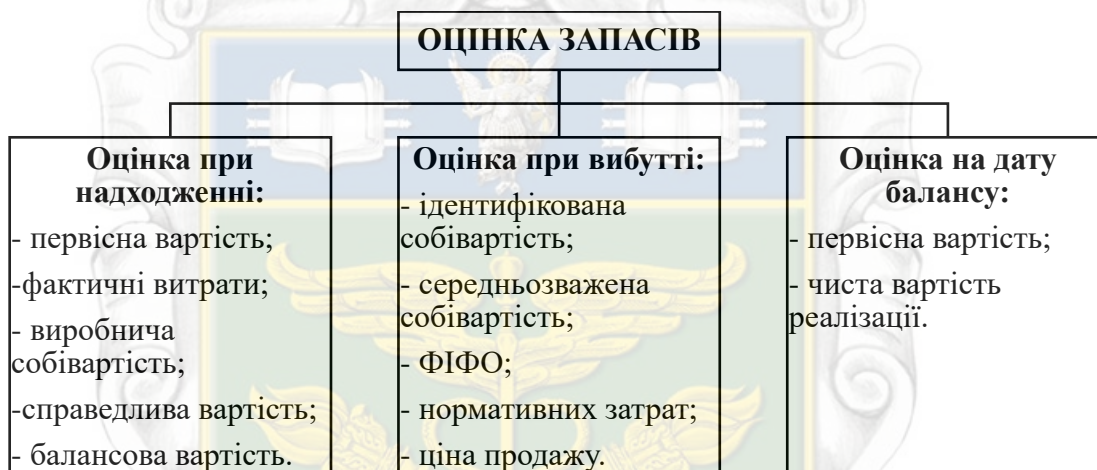 ОЦІНКА ЗАПАСІВ
Оцінка при
надходженні:
- первісна вартість;
-фактичні витрати;
- виробнича
собівартість;
-справедлива вартість;
- балансова вартість.
Оцінка при вибутті:
- ідентифікована
собівартість;
- середньозважена
собівартість;
- ФІФО;
- нормативних затрат;
- ціна продажу.
Оцінка на дату
балансу:
- первісна вартість;
- чиста вартість
реалізації.